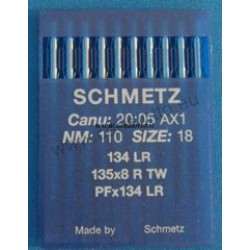 SCHMETZ
Canu: 20:05 AX1
NM: 110 SIZE: 18
134 LR
135x8 R TW
PFx134 LR
Made by Schmetz